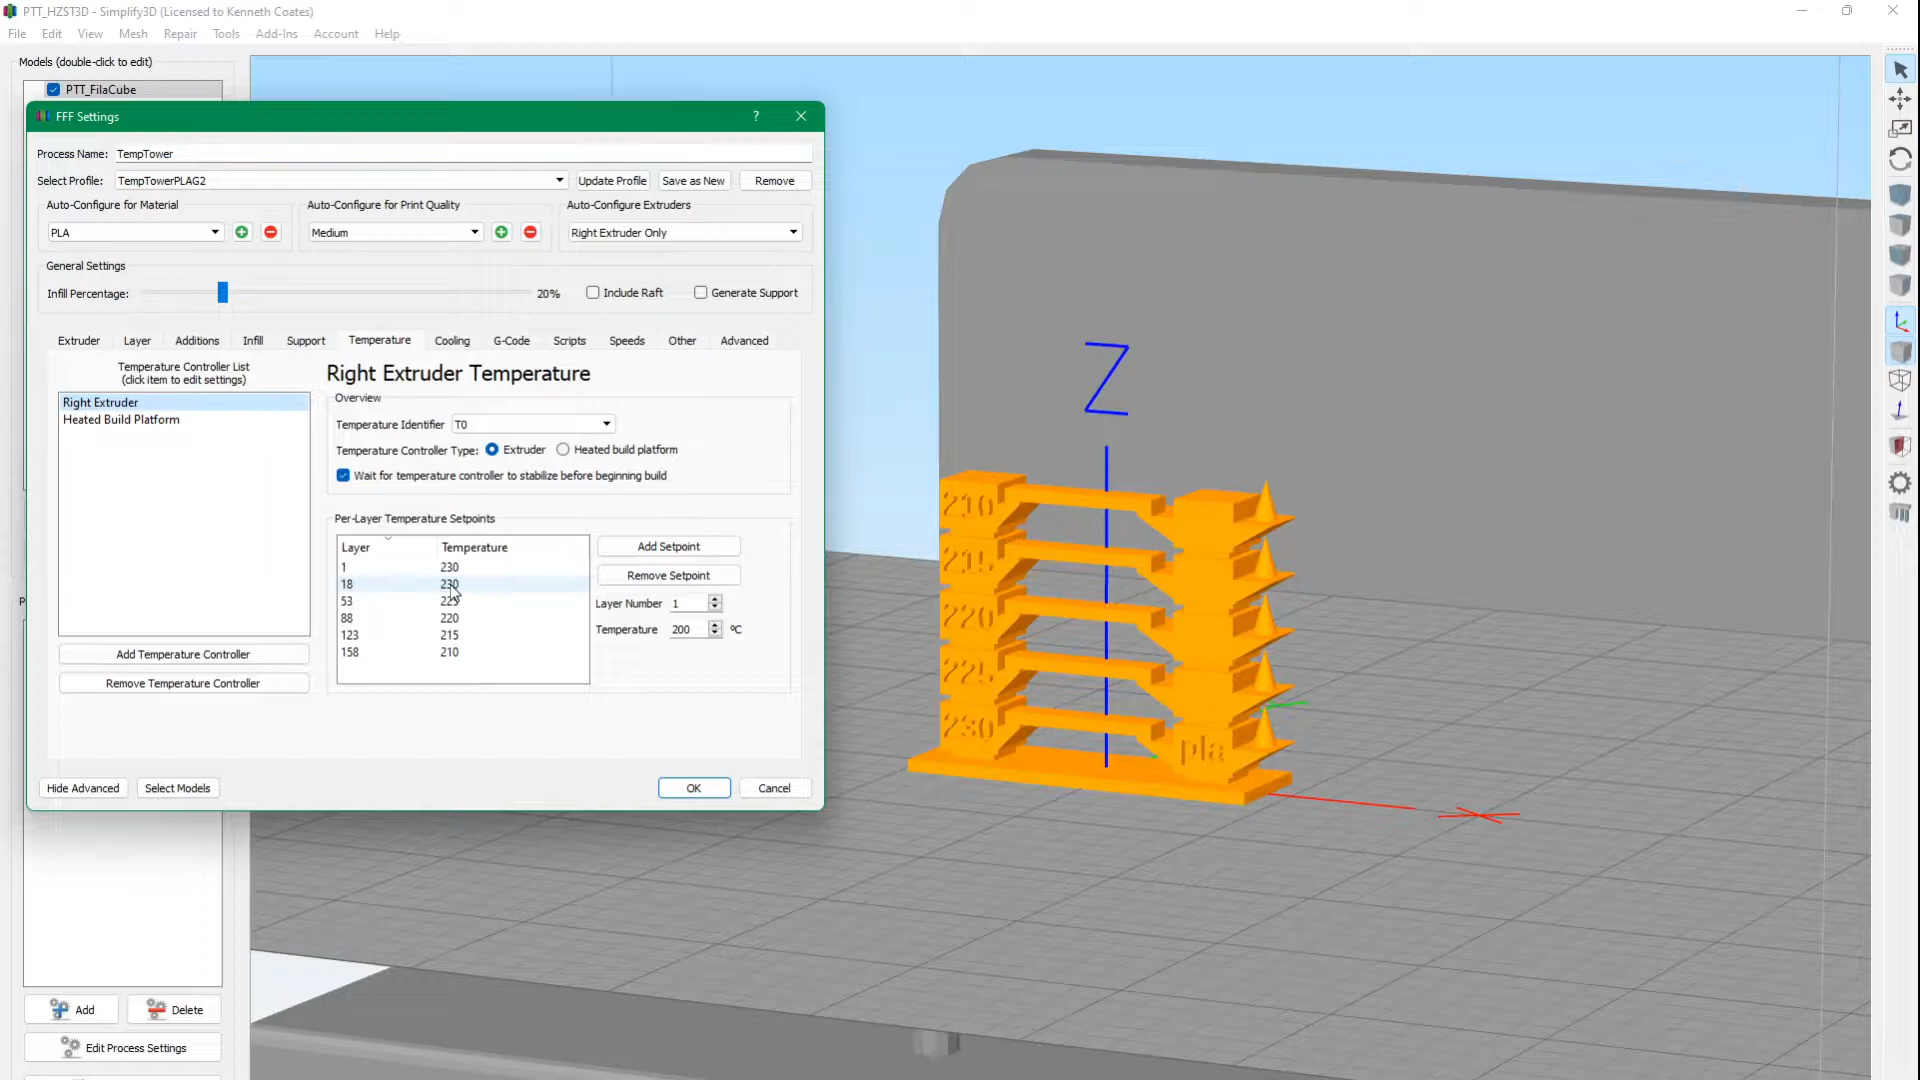 PTT_HZST3D - Simplify3D (Licensed to Kenneth Coates)
File Edit View Mesh Repair Tools Add-Ins Account Help
Models (double-click to edit)
PTT_FilaCube
FFF Settings ?
Process Name: TempTower
Select Profile: TempTowerPLAG2 Update Profile Save as New Remove
Auto-Configure for Material Auto-Configure for Print Quality Auto-Configure Extruders
PLA Medium Right Extruder Only
General Settings
Infill Percentage: 20% Include Raft Generate Support
Extruder Layer Additions Infill Support Temperature Cooling G-Code Scripts Speeds Other Advanced
Temperature Controller List
(click item to edit settings)
Right Extruder
Heated Build Platform
Add Temperature Controller
Remove Temperature Controller
Right Extruder Temperature
Overview
Temperature Identifier T0
Temperature Controller Type: Extruder Heated build platform
Wait for temperature controller to stabilize before beginning build
Per-Layer Temperature Setpoints
Layer Temperature
1 230
18 230
53 225
88 220
123 215
158 210
Add Setpoint
Remove Setpoint
Layer Number 1
Temperature 200 ºC
Hide Advanced Select Models OK Cancel
P
Add Delete
Edit Process Settings
Z
210
215
220
225
230
pla